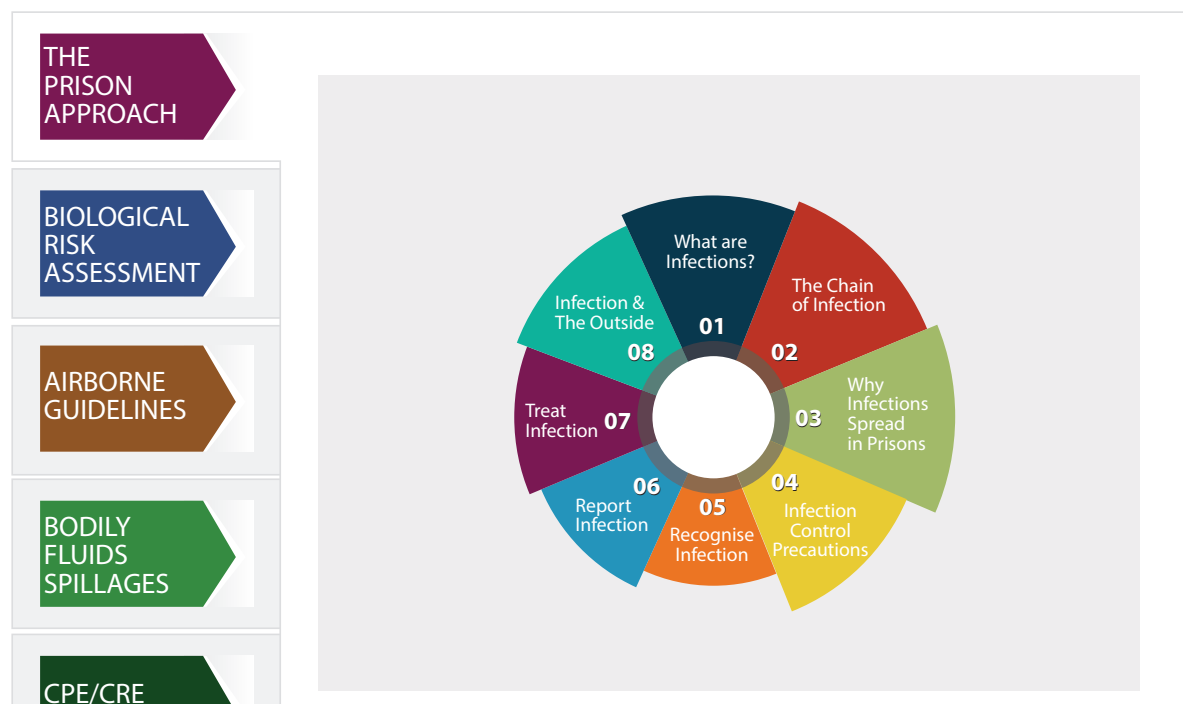 THE
PRISON
APPROACH
BIOLOGICAL
RISK
ASSESSMENT
AIRBORNE
GUIDELINES
BODILY
FLUIDS
SPILLAGES
CPE/CRE
What are
Infections?
01
The Chain
of Infection
02
Why
Infections
Spread
in Prisons
03
04
Infection
Control
Precautions
05
Recognise
Infection
06
Report
Infection
Treat
Infection
07
Infection &
The Outside
08